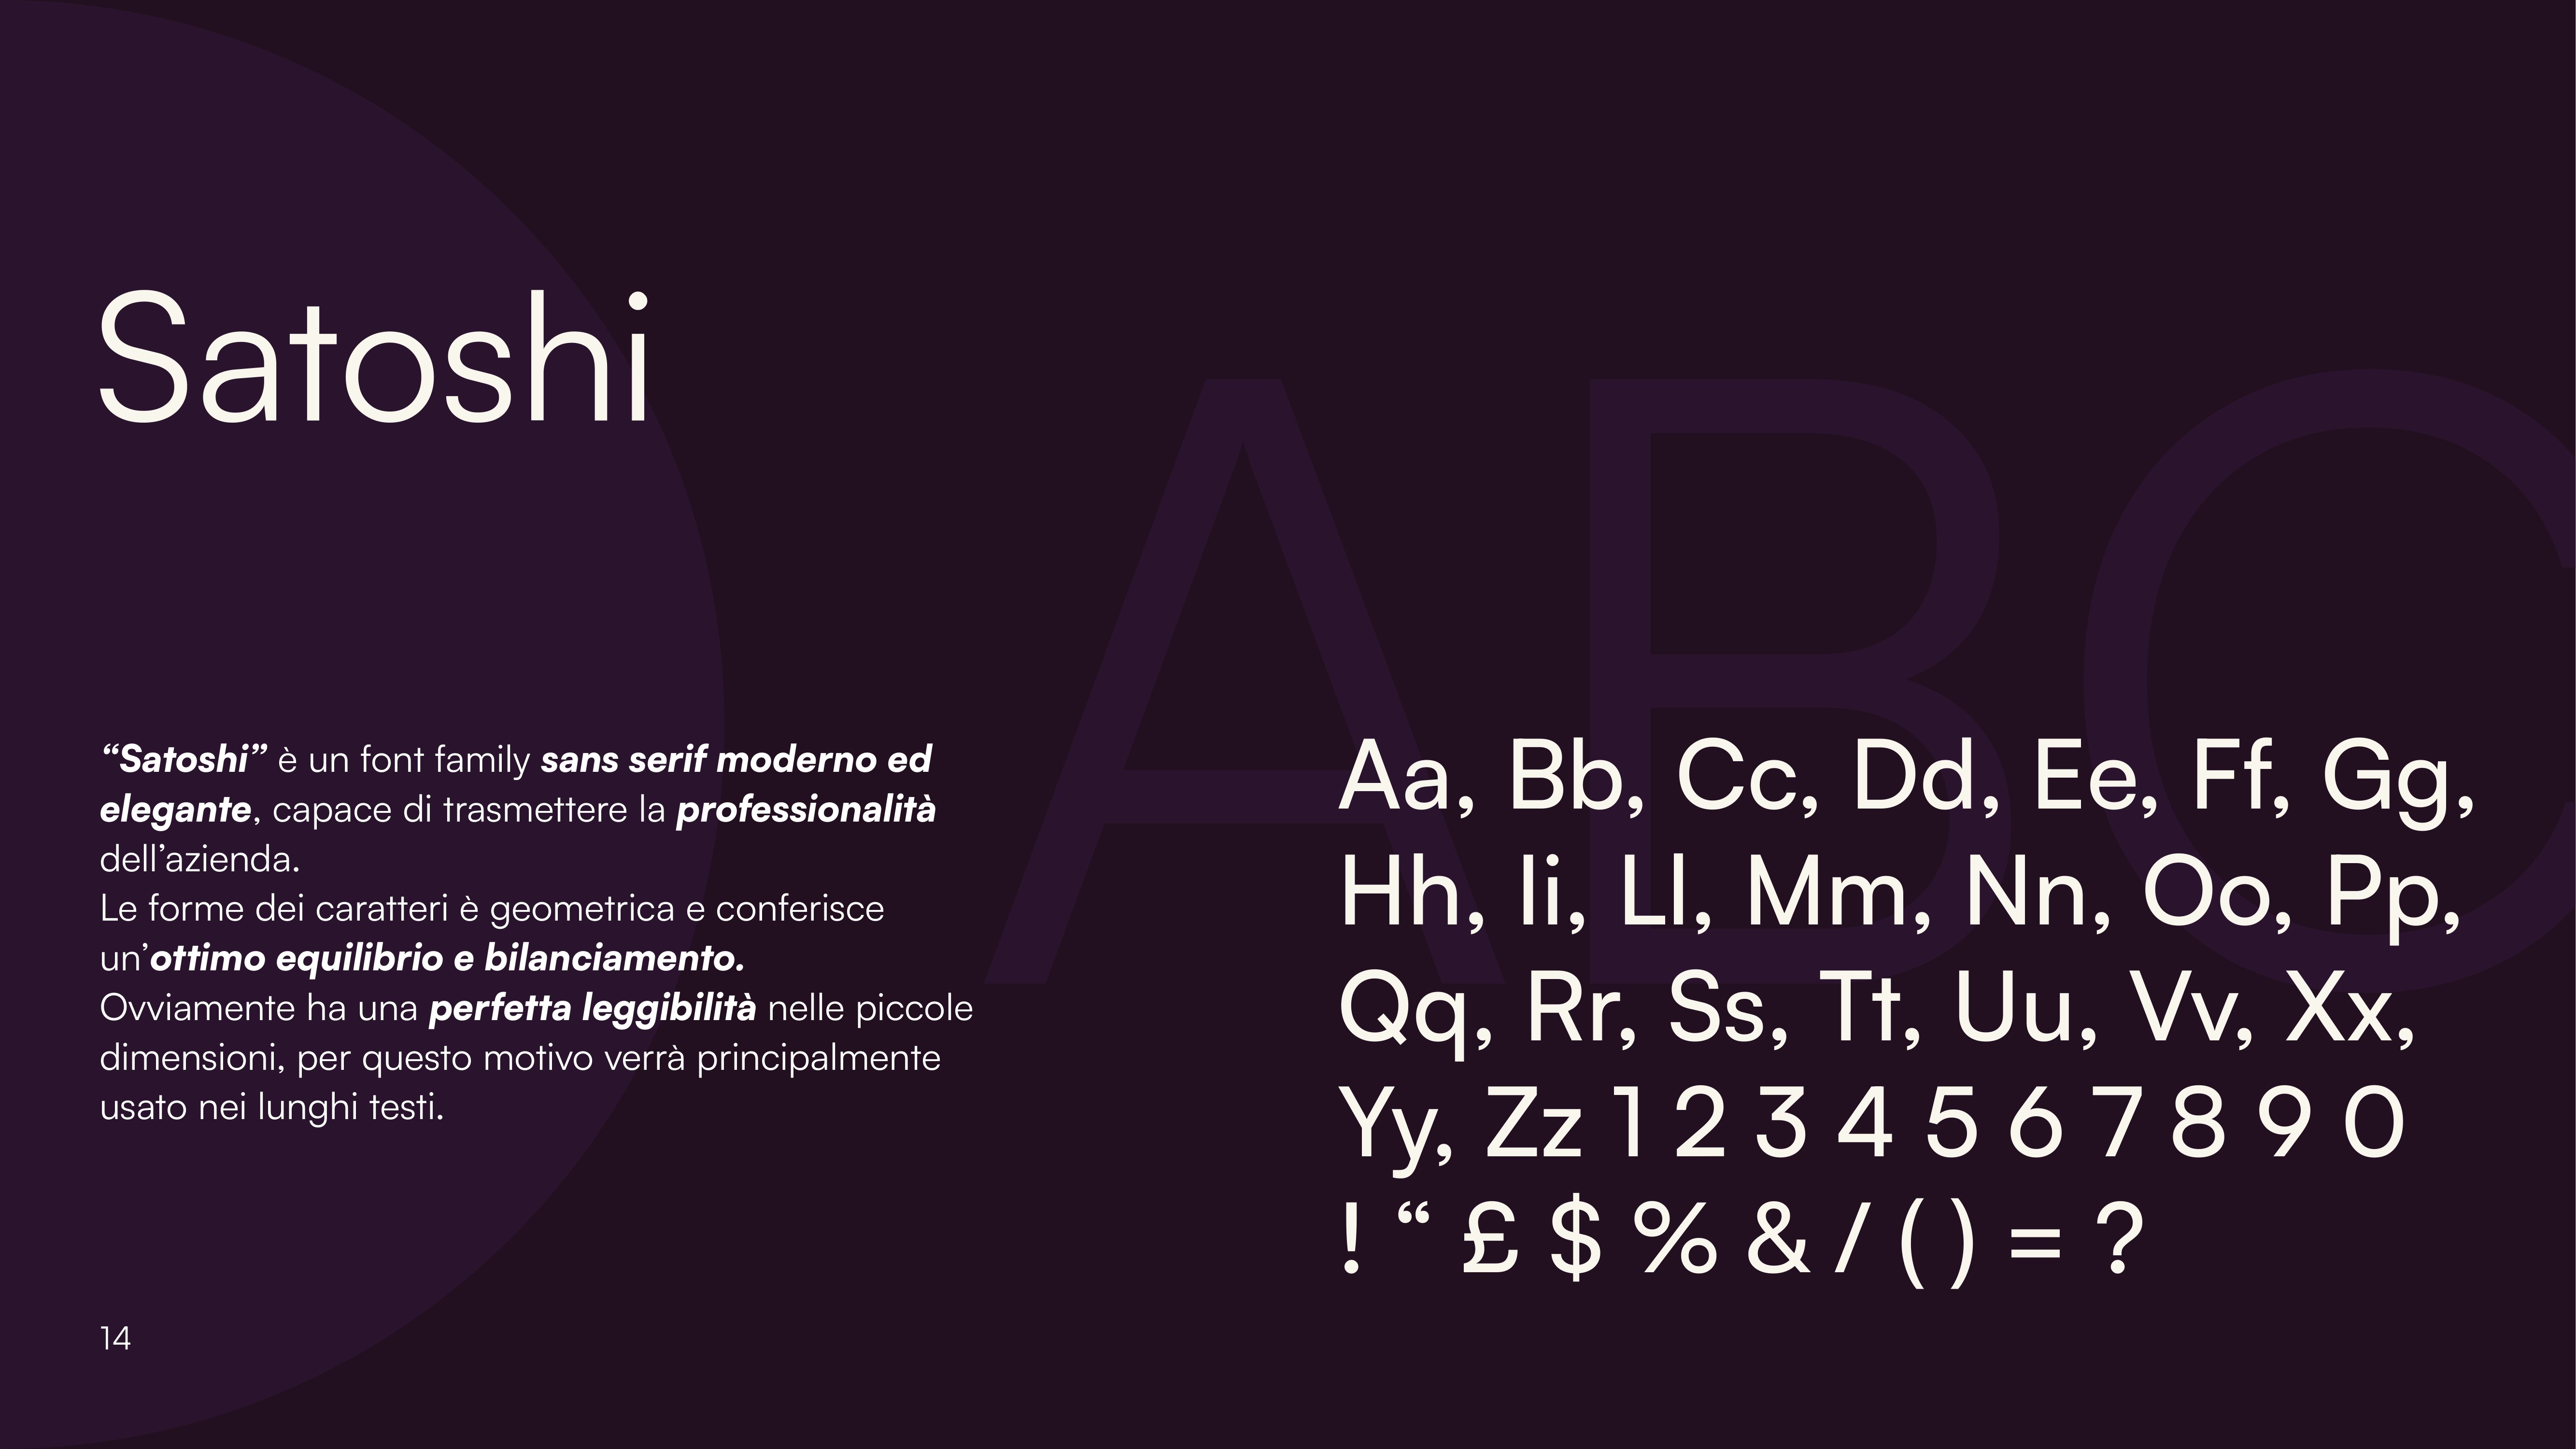 Satoshi
ABC
“Satoshi” è un font family sans serif moderno ed
elegante, capace di trasmettere la professionalità
dell’azienda.
Le forme dei caratteri è geometrica e conferisce
un’ottimo equilibrio e bilanciamento.
Ovviamente ha una perfetta leggibilità nelle piccole
dimensioni, per questo motivo verrà principalmente
usato nei lunghi testi.
Aa, Bb, Cc, Dd, Ee, Ff, Gg,
Hh, Ii, Ll, Mm, Nn, Oo, Pp,
Qq, Rr, Ss, Tt, Uu, Vv, Xx,
Yy, Zz 1 2 3 4 5 6 7 8 9 0
! “ £ $ % & / ( ) = ?
14